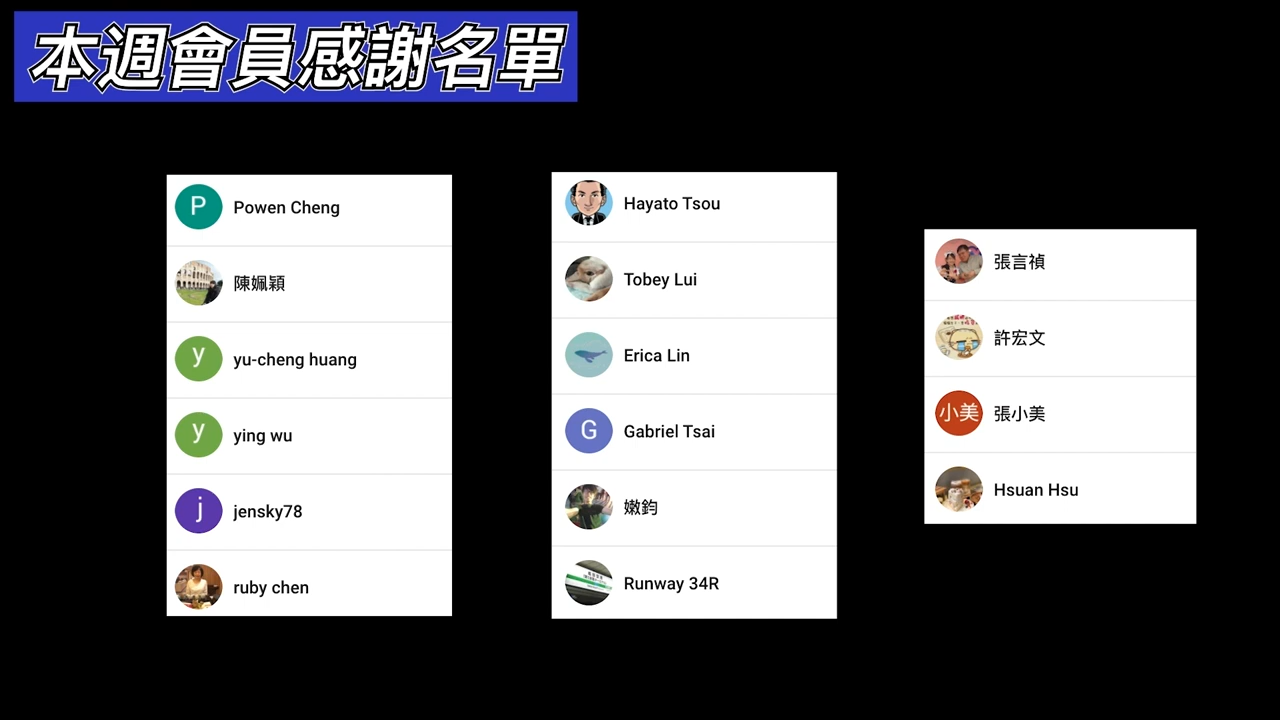 本週會員感謝名單
P
Powen Cheng
陳姵穎
y
yu-cheng huang
y
ying wu
j
jensky78
ruby chen
Hayato Tsou
Tobey Lui
Erica Lin
G
Gabriel Tsai
嫩鈞
Runway 34R
張言禎
許宏文
小美
張小美
Hsuan Hsu